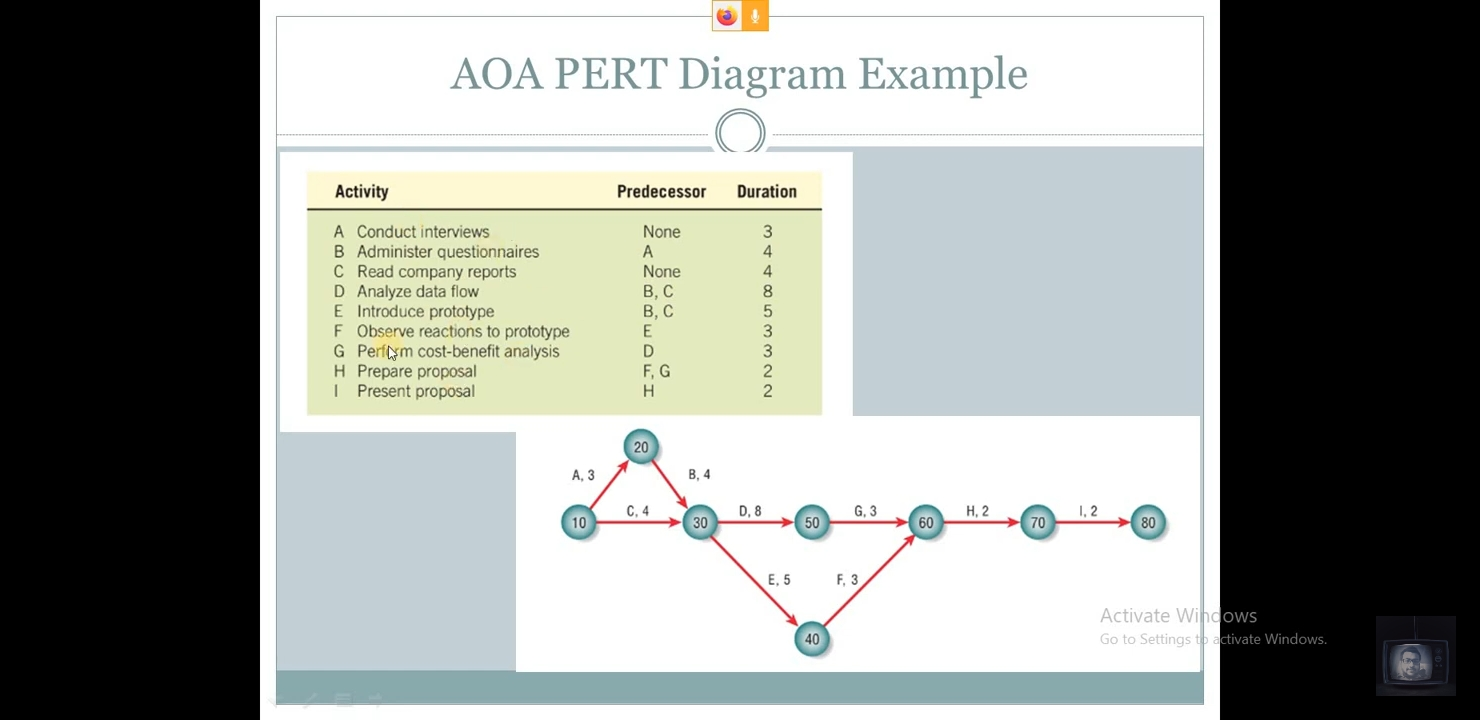 AOA PERT Diagram Example
Activity Predecessor Duration
A Conduct interviews None 3
B Administer questionnaires A 4
C Read company reports None 4
D Analyze data flow B, C 8
E Introduce prototype B, C 5
F Observe reactions to prototype E 3
G Perform cost-benefit analysis D 3
H Prepare proposal F, G 2
I Present proposal H 2
20
A, 3 B, 4
C, 4 D, 8 G, 3 H, 2 I, 2
10 30 50 60 70 80
E, 5 F, 3
40
Activate Windows
Go to Settings to activate Windows.